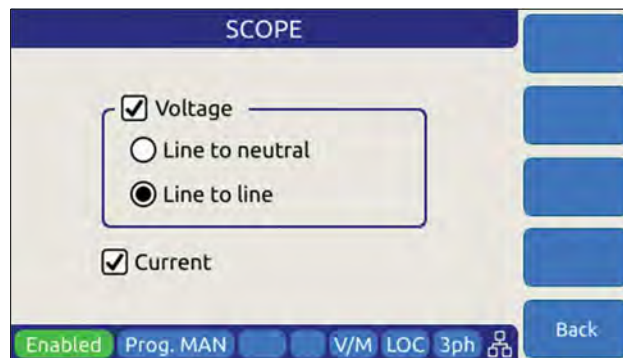 SCOPE
Voltage
Line to neutral
Line to line
Current
Back
Enabled Prog. MAN V/M LOC 3ph